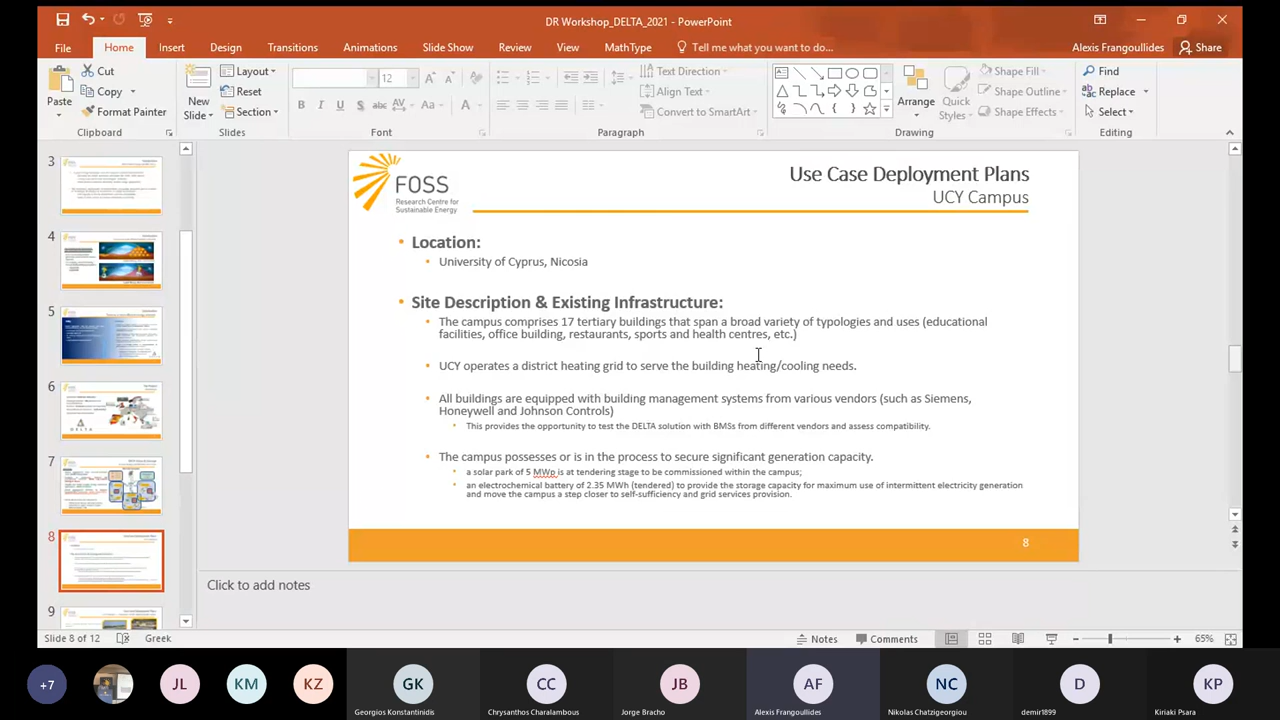 DR Workshop_DELTA_2021 - PowerPoint
File Home Insert Design Transitions Animations Slide Show Review View MathType Tell me what you want to do... Alexis Frangoullides Share
Paste
Cut
Copy
Format Painter
Clipboard
New Slide
Layout
Reset
Section
Slides
12
B I U S abc AV Aa A
Font
Text Direction
Align Text
Convert to SmartArt
Paragraph
Arrange
Quick Styles
Shape Fill
Shape Outline
Shape Effects
Drawing
Find
Replace
Select
Editing
3
4
5
6
7
8
9
FOSS
Research Centre for
Sustainable Energy
Use Case Deployment Plans
UCY Campus
• Location:
• University of Cyprus, Nicosia
• Site Description & Existing Infrastructure:
• The campus comprises 17 tertiary buildings that span a broad variety of typologies and uses (educational
facilities, office building, restaurants, sports and health centres, etc.)
• UCY operates a district heating grid to serve the building heating/cooling needs.
• All buildings are equipped with building management systems from various vendors (such as Siemens,
Honeywell and Johnson Controls)
• This provides the opportunity to test the DELTA solution with BMSs from different vendors and assess compatibility.
• The campus possesses or is in the process to secure significant generation capacity.
• a solar park of 5 MWp is at tendering stage to be commissioned within the campus;
• an electrochemical battery of 2.35 MWh (tendered) to provide the storage capacity for maximum use of intermittent electricity generation
and move the campus a step closer to self-sufficiency and grid services provision.
8
Click to add notes
Slide 8 of 12 Greek Notes Comments 65%
+7 JL KM KZ GK CC JB AF NC D KP
Georgios Konstantinidis Chrysanthos Charalambous Jorge Bracho Alexis Frangoullides Nikolas Chatzigeorgiou demir1899 Kiriaki Psara